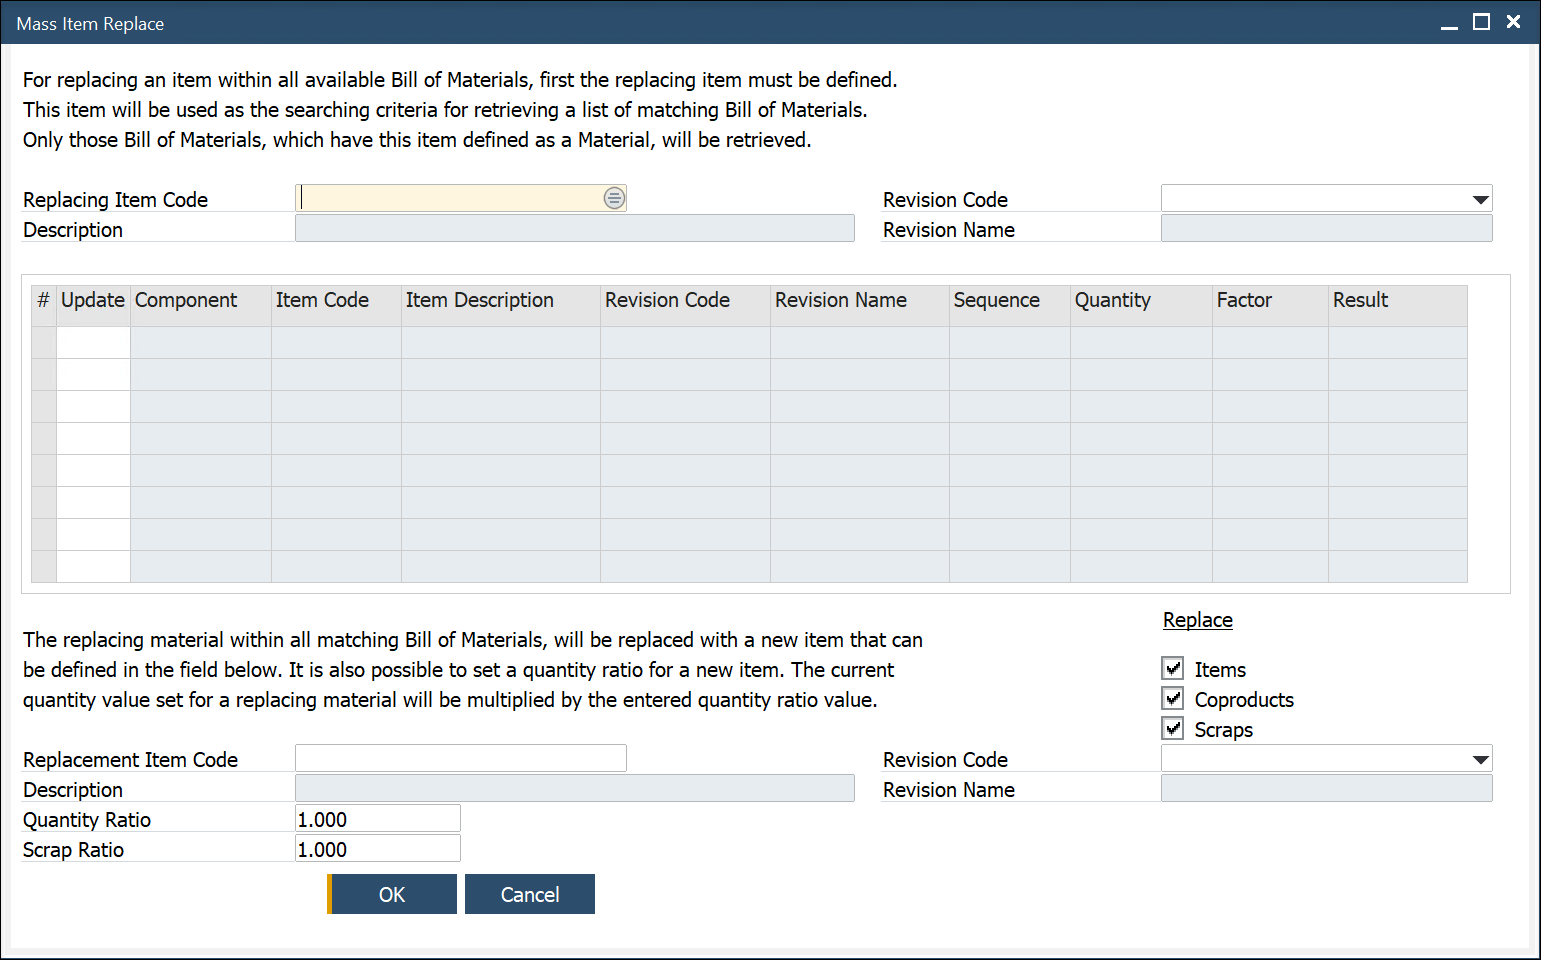 Mass Item Replace
For replacing an item within all available Bill of Materials, first the replacing item must be defined.
This item will be used as the searching criteria for retrieving a list of matching Bill of Materials.
Only those Bill of Materials, which have this item defined as a Material, will be retrieved.
Replacing Item Code Revision Code
Description Revision Name
# Update Component Item Code Item Description Revision Code Revision Name Sequence Quantity Factor Result
Replace
The replacing material within all matching Bill of Materials, will be replaced with a new item that can
be defined in the field below. It is also possible to set a quantity ratio for a new item. The current
quantity value set for a replacing material will be multiplied by the entered quantity ratio value.
Items
Coproducts
Scraps
Replacement Item Code Revision Code
Description Revision Name
Quantity Ratio 1.000
Scrap Ratio 1.000
OK Cancel